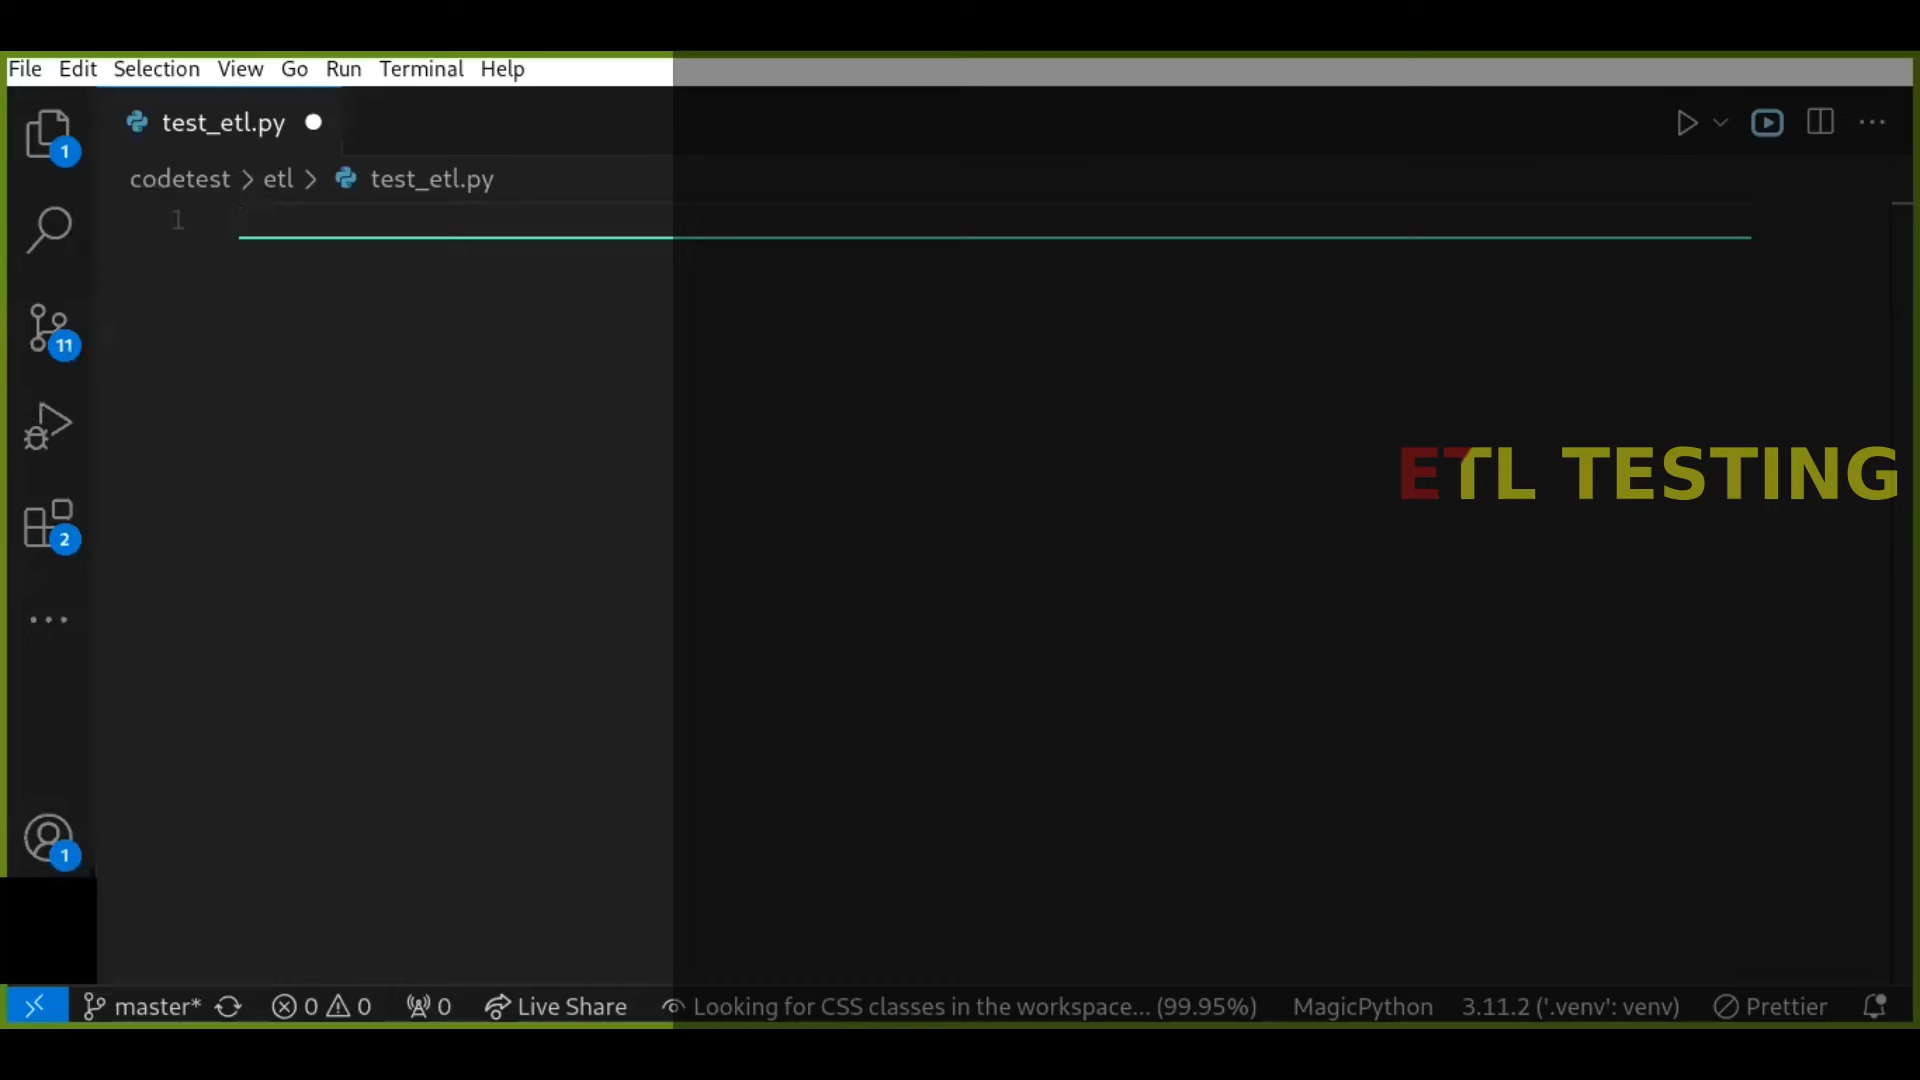 File Edit Selection View Go Run Terminal Help
test_etl.py
codetest > etl > test_etl.py
1
1
11
ETL TESTING
2
1
master* 0 0 0 Live Share Looking for CSS classes in the workspace... (99.95%) MagicPython 3.11.2 ('.venv': venv) Prettier